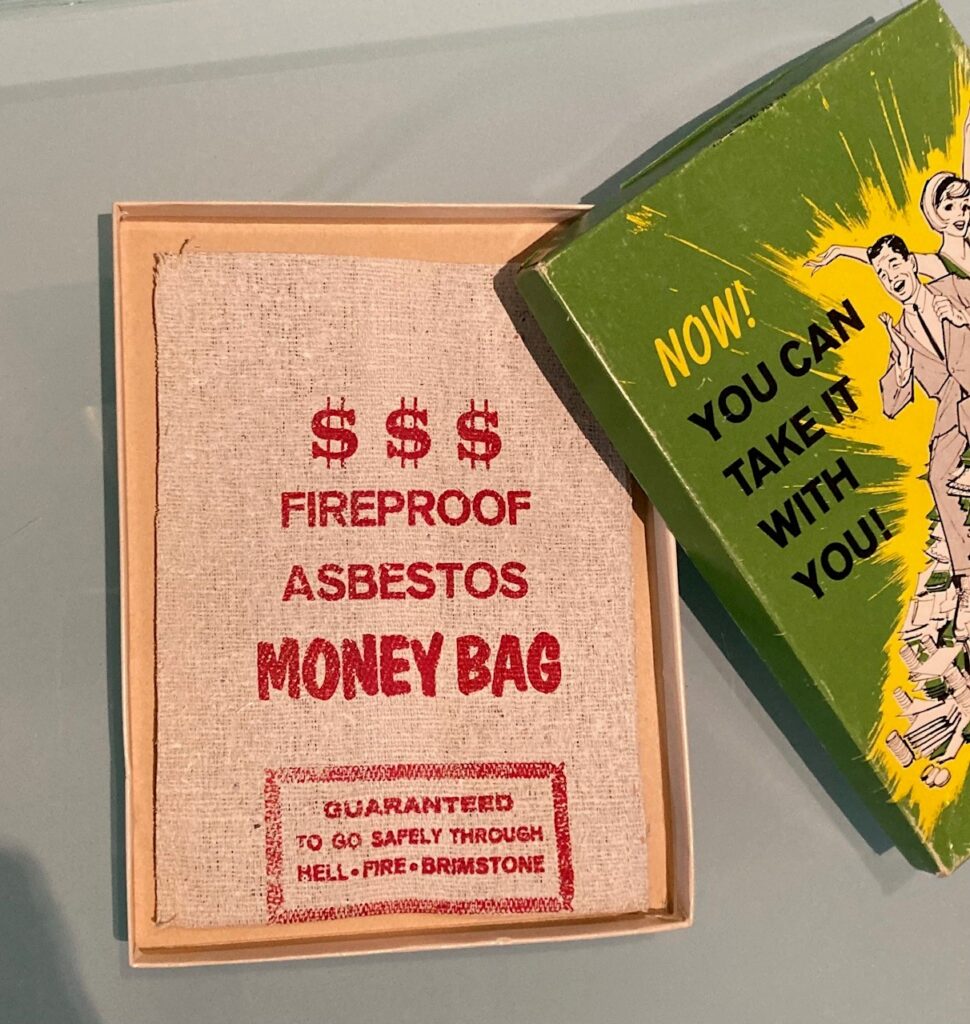 $ $ $
FIREPROOF
ASBESTOS
MONEY BAG
GUARANTEED
TO GO SAFELY THROUGH
HELL • FIRE • BRIMSTONE
NOW!
YOU CAN
TAKE IT
WITH
YOU!